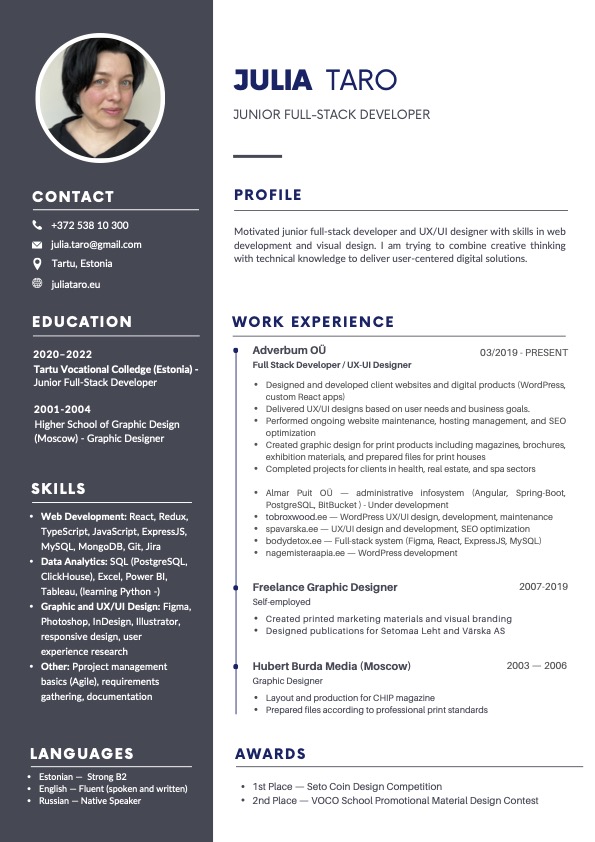 JULIA TARO
JUNIOR FULL-STACK DEVELOPER
CONTACT
+372 538 10 300
julia.taro@gmail.com
Tartu, Estonia
juliataro.eu
EDUCATION
2020–2022
Tartu Vocational Colledge (Estonia) -
Junior Full-Stack Developer
2001-2004
Higher School of Graphic Design
(Moscow) - Graphic Designer
SKILLS
• Web Development: React, Redux,
TypeScript, JavaScript, ExpressJS,
MySQL, MongoDB, Git, Jira
• Data Analytics: SQL (PostgreSQL,
ClickHouse), Excel, Power BI,
Tableau, (learning Python -)
• Graphic and UX/UI Design: Figma,
Photoshop, InDesign, Illustrator,
responsive design, user
experience research
• Other: Pproject management
basics (Agile), requirements
gathering, documentation
LANGUAGES
• Estonian — Strong B2
• English – Fluent (spoken and written)
• Russian – Native Speaker
PROFILE
Motivated junior full-stack developer and UX/UI designer with skills in web
development and visual design. I am trying to combine creative thinking
with technical knowledge to deliver user-centered digital solutions.
WORK EXPERIENCE
Adverbum OÜ 03/2019 - PRESENT
Full Stack Developer / UX-UI Designer
• Designed and developed client websites and digital products (WordPress,
custom React apps)
• Delivered UX/UI designs based on user needs and business goals.
• Performed ongoing website maintenance, hosting management, and SEO
optimization
• Created graphic design for print products including magazines, brochures,
exhibition materials, and prepared files for print houses
• Completed projects for clients in health, real estate, and spa sectors
• Almar Puit OÜ — administrative infosystem (Angular, Spring-Boot,
PostgreSQL, BitBucket ) - Under development
• tobroxwood.ee — WordPress UX/UI design, development, maintenance
• spavarska.ee — UX/UI design and development, SEO optimization
• bodydetox.ee — Full-stack system (Figma, React, ExpressJS, MySQL)
• nagemisteraapia.ee — WordPress development
Freelance Graphic Designer 2007-2019
Self-employed
• Created printed marketing materials and visual branding
• Designed publications for Setomaa Leht and Värska AS
Hubert Burda Media (Moscow) 2003 — 2006
Graphic Designer
• Layout and production for CHIP magazine
• Prepared files according to professional print standards
AWARDS
• 1st Place — Seto Coin Design Competition
• 2nd Place — VOCO School Promotional Material Design Contest